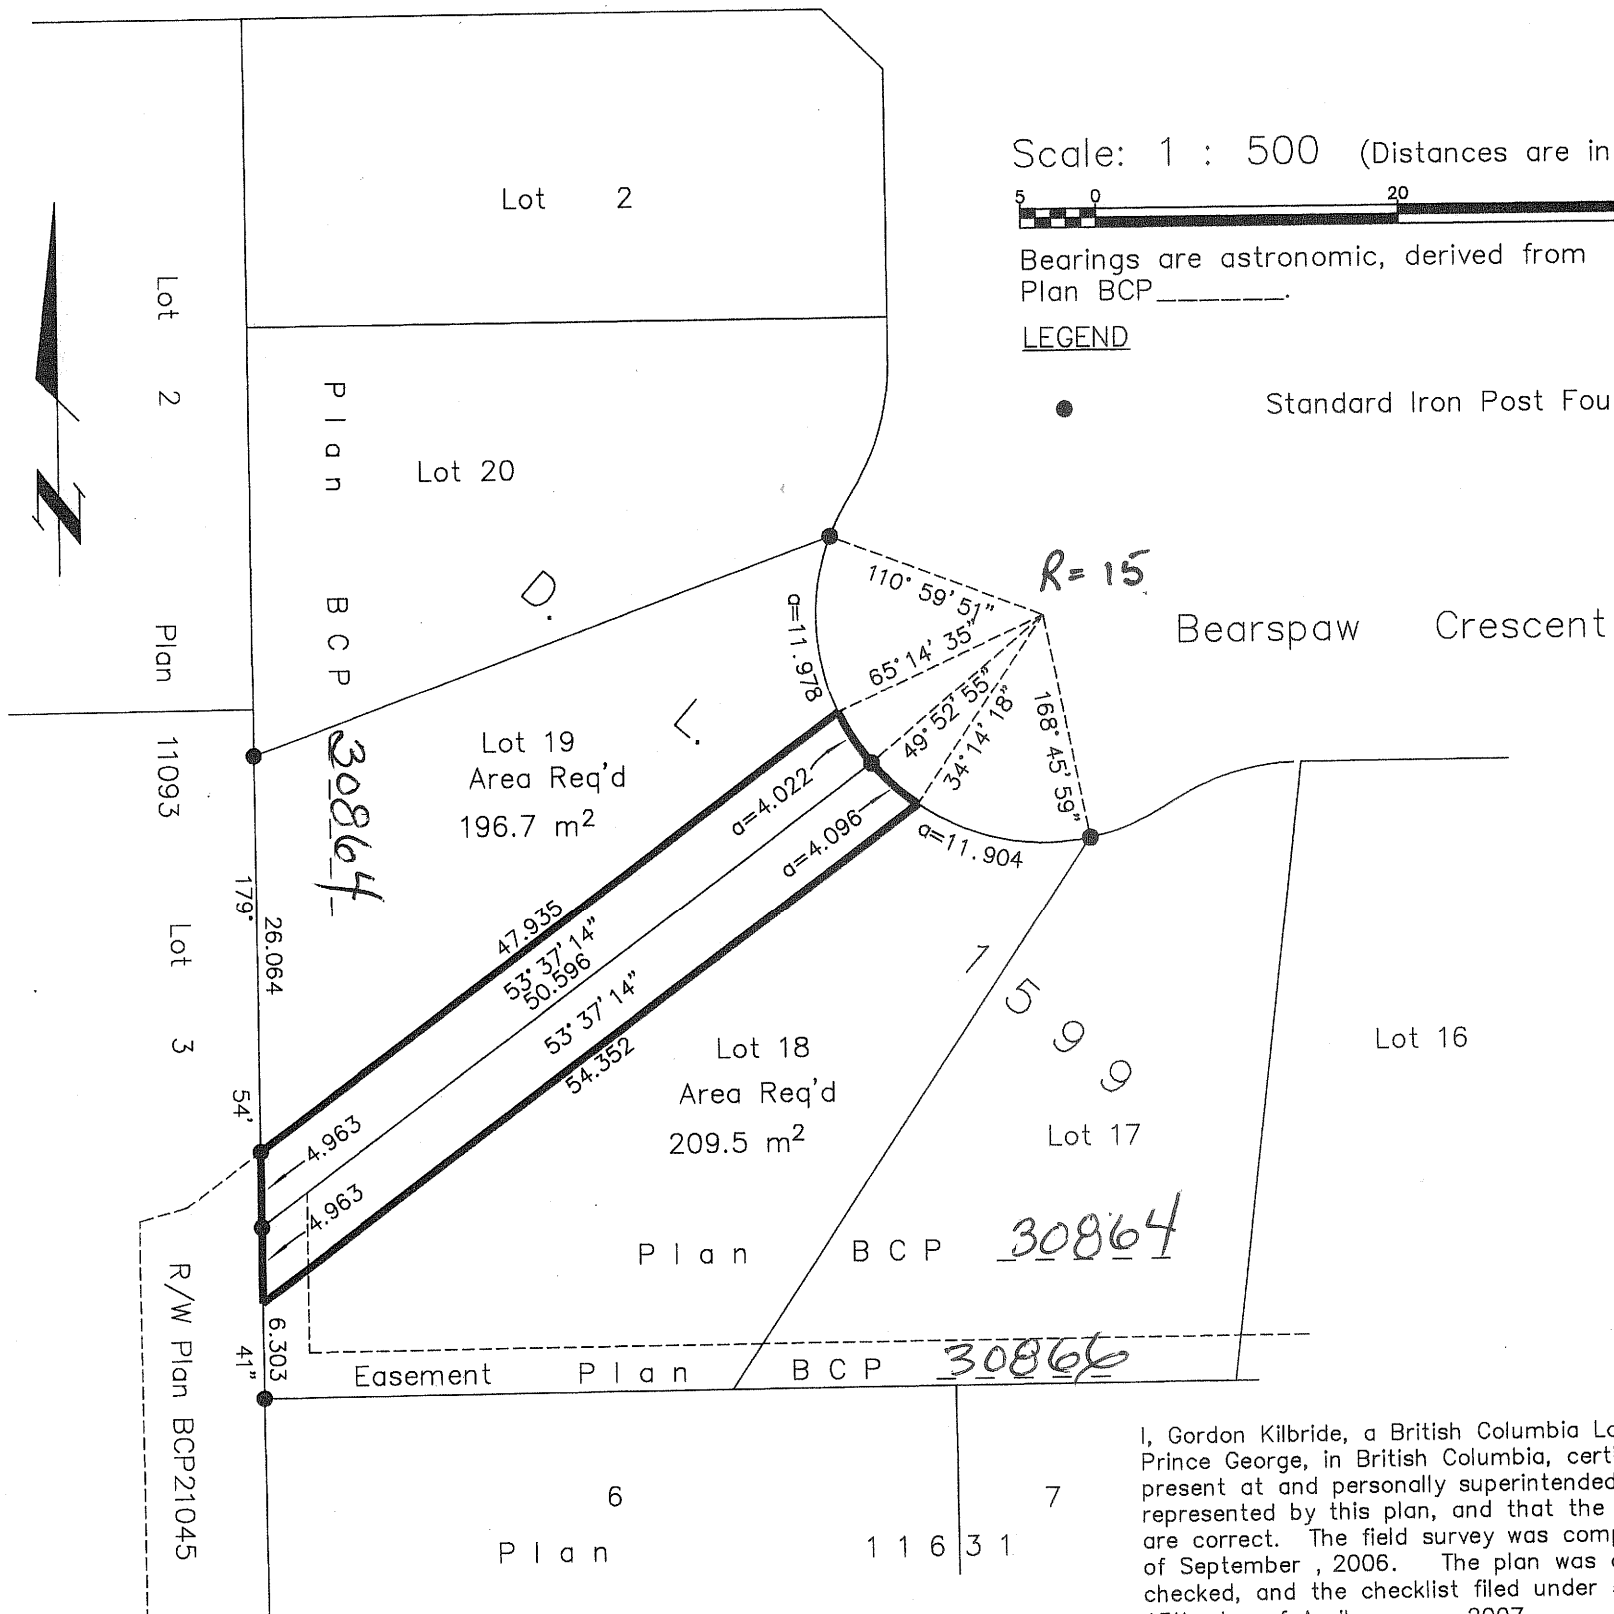 Scale: 1 : 500 (Distances are in
5 0 20
Bearings are astronomic, derived from
Plan BCP______.
LEGEND
Standard Iron Post Fou
Lot 2
Lot 2
Plan 11093
Lot 3
Plan BCP 30864
Lot 20
N
D. L. 1599
R= 15
Bearspaw Crescent
110° 59' 51"
65° 14' 35"
49° 52' 55"
34° 14' 18"
168° 45' 59"
a=11.978
a=4.022
a=4.096
a=11.904
Lot 19
Area Req'd
196.7 m²
179° 54' 41"
26.064
47.935
53° 37' 14"
50.596
53° 37' 14"
54.352
Lot 18
Area Req'd
209.5 m²
Lot 16
Lot 17
4.963
4.963
6.303
Plan BCP 30864
Easement Plan BCP 30866
R/W Plan BCP21045
6
7
Plan 11631
I, Gordon Kilbride, a British Columbia La
Prince George, in British Columbia, cert
present at and personally superintended
represented by this plan, and that the
are correct. The field survey was comp
of September , 2006. The plan was
checked, and the checklist filed under
2007